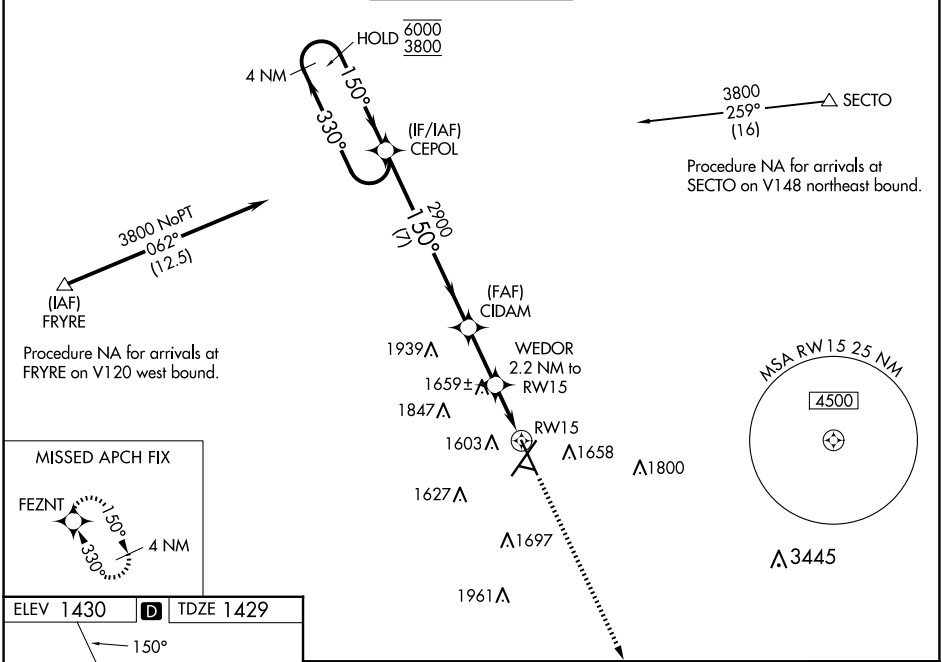 HOLD 6000
3800
4 NM
150°
330°
(IF/IAF)
CEPOL
3800
259°
(16)
SECTO
Procedure NA for arrivals at
SECTO on V148 northeast bound.
3800 NoPT
062°
(12.5)
(IAF)
FRYRE
Procedure NA for arrivals at
FRYRE on V120 west bound.
2900
150°
(7)
(FAF)
CIDAM
1939
WEDOR
2.2 NM to
RW15
1659±
1847
RW15
1603
1658
1800
1627
1697
1961
MSA RW15 25 NM
4500
3445
MISSED APCH FIX
FEZNT
150°
330°
4 NM
ELEV 1430 D TDZE 1429
150°